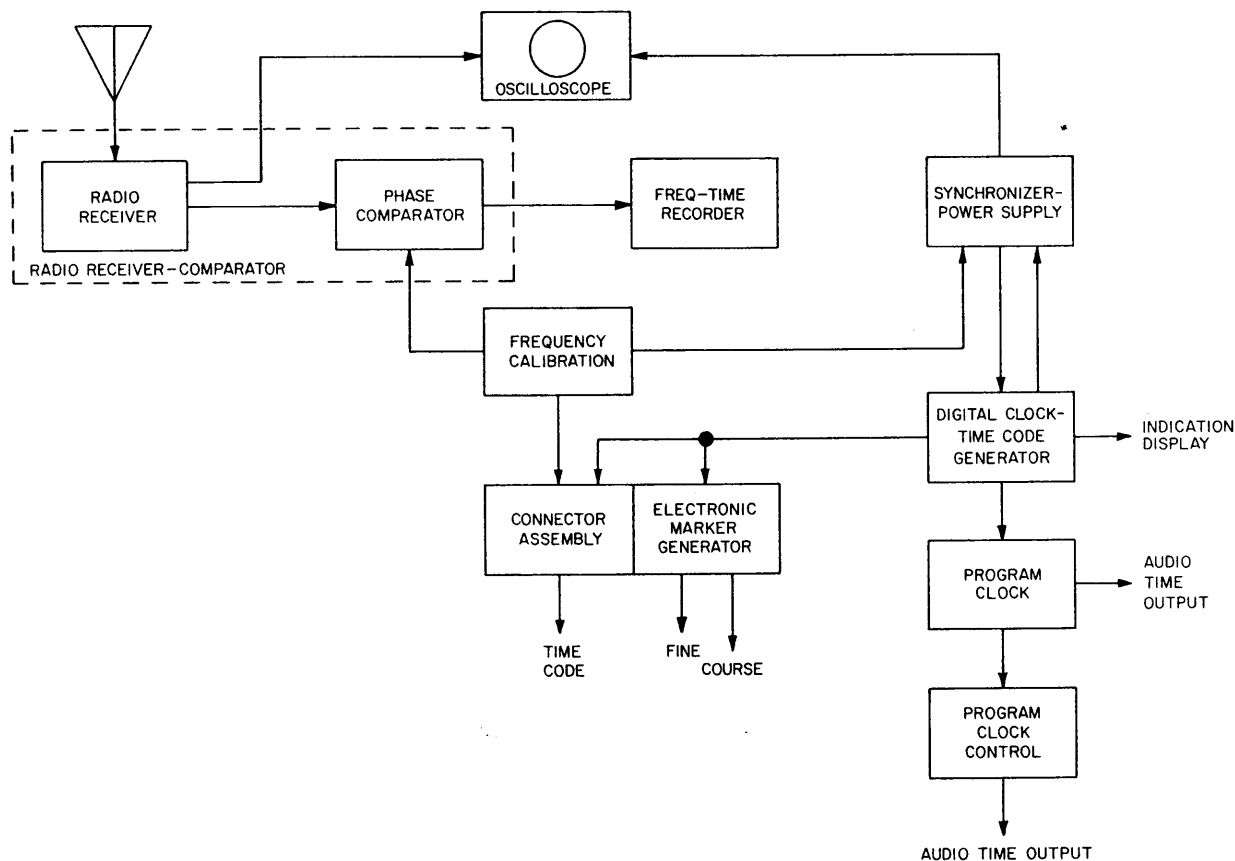 OSCILLOSCOPE
RADIO
RECEIVER
PHASE
COMPARATOR
FREQ-TIME
RECORDER
SYNCHRONIZER-
POWER SUPPLY
RADIO RECEIVER-COMPARATOR
FREQUENCY
CALIBRATION
DIGITAL CLOCK-
TIME CODE
GENERATOR
INDICATION
DISPLAY
CONNECTOR
ASSEMBLY
ELECTRONIC
MARKER
GENERATOR
PROGRAM
CLOCK
AUDIO
TIME
OUTPUT
TIME
CODE
FINE
COURSE
PROGRAM
CLOCK
CONTROL
AUDIO TIME OUTPUT